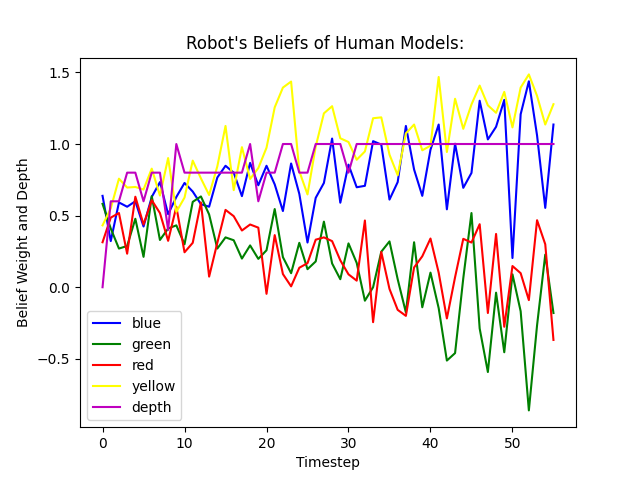 Robot's Beliefs of Human Models:
Belief Weight and Depth
1.5
1.0
0.5
0.0
−0.5
blue
green
red
yellow
depth
0 10 20 30 40 50
Timestep